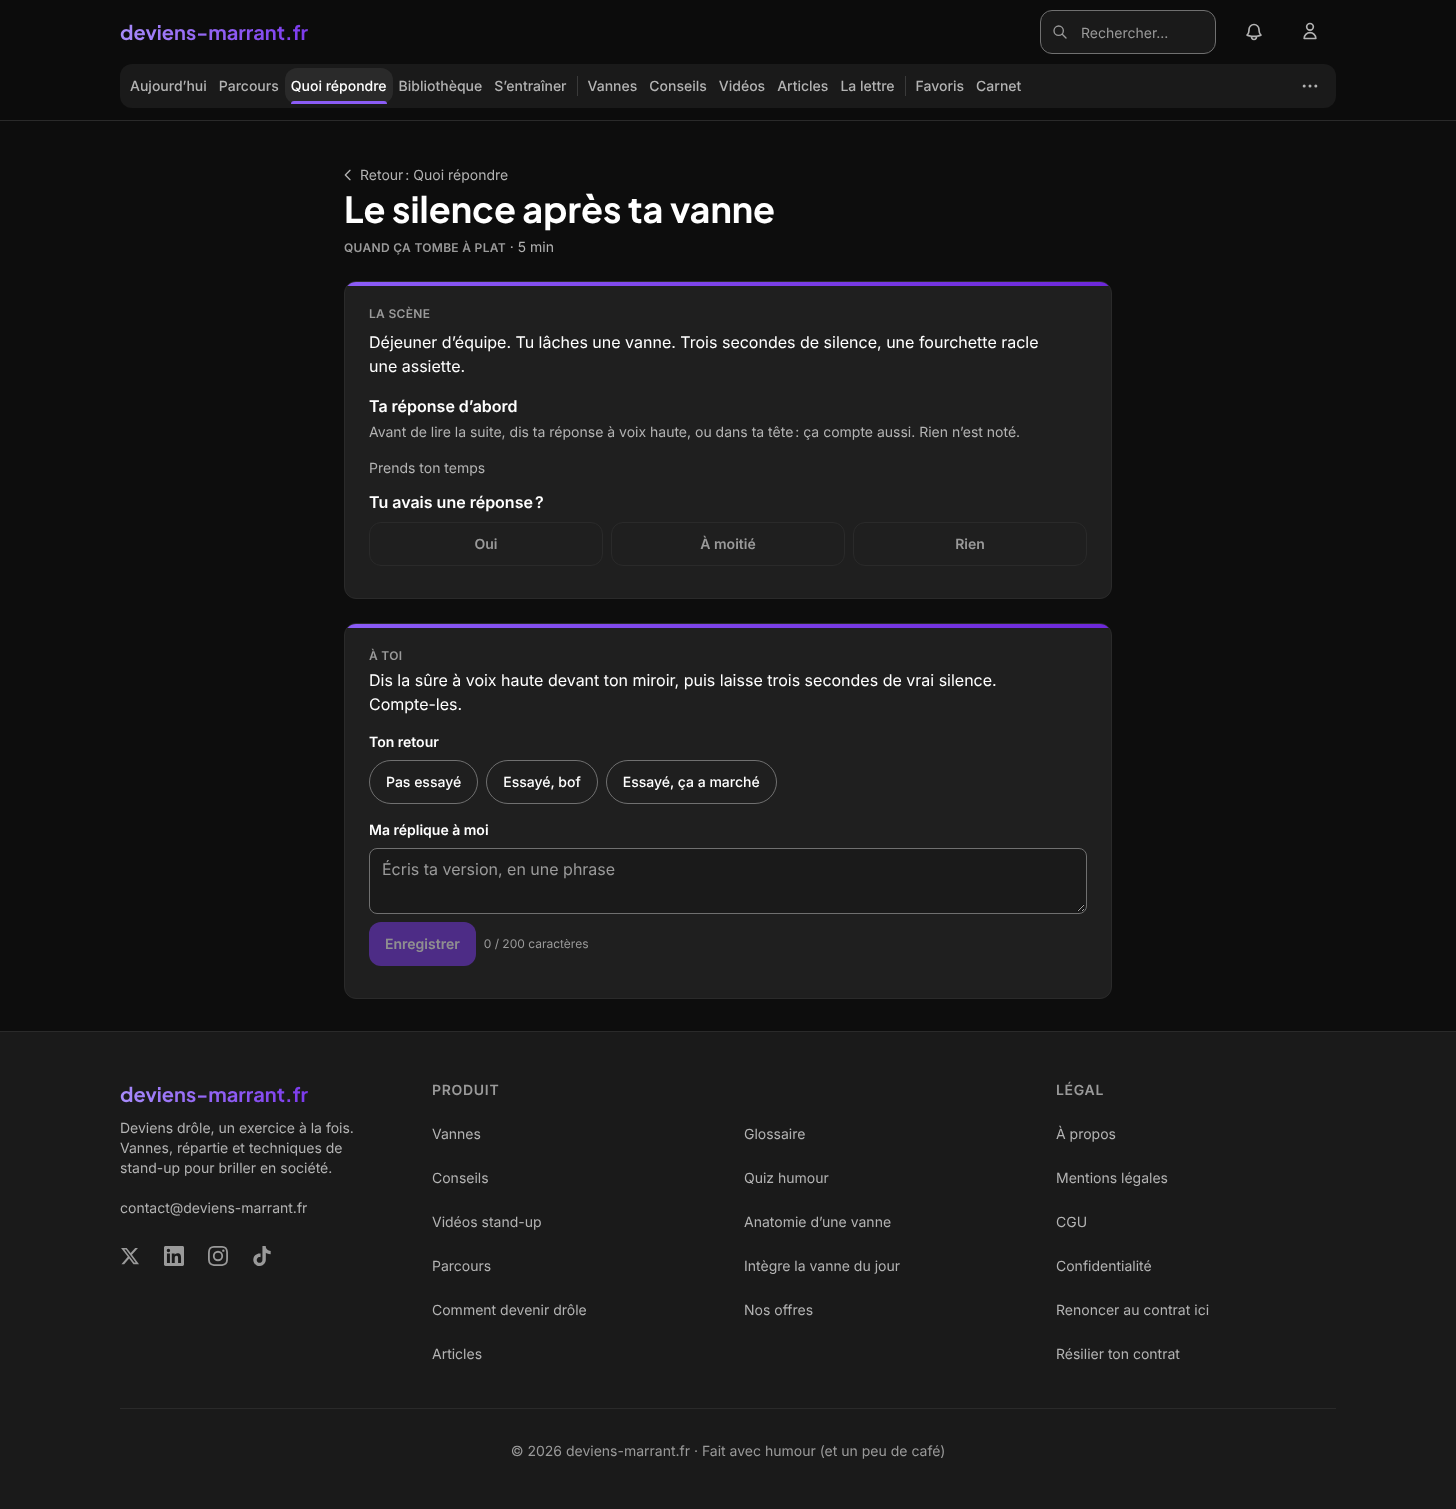 deviens-marrant.fr
Rechercher...
Aujourd’hui Parcours Quoi répondre Bibliothèque S’entraîner Vannes Conseils Vidéos Articles La lettre Favoris Carnet
Retour : Quoi répondre
Le silence après ta vanne
QUAND ÇA TOMBE À PLAT · 5 min
LA SCÈNE
Déjeuner d’équipe. Tu lâches une vanne. Trois secondes de silence, une fourchette racle
une assiette.
Ta réponse d’abord
Avant de lire la suite, dis ta réponse à voix haute, ou dans ta tête : ça compte aussi. Rien n’est noté.
Prends ton temps
Tu avais une réponse ?
Oui À moitié Rien
À TOI
Dis la sûre à voix haute devant ton miroir, puis laisse trois secondes de vrai silence.
Compte-les.
Ton retour
Pas essayé Essayé, bof Essayé, ça a marché
Ma réplique à moi
Écris ta version, en une phrase
Enregistrer 0 / 200 caractères
deviens-marrant.fr
Deviens drôle, un exercice à la fois.
Vannes, répartie et techniques de
stand-up pour briller en société.
contact@deviens-marrant.fr
PRODUIT
Vannes
Conseils
Vidéos stand-up
Parcours
Comment devenir drôle
Articles
Glossaire
Quiz humour
Anatomie d’une vanne
Intègre la vanne du jour
Nos offres
LÉGAL
À propos
Mentions légales
CGU
Confidentialité
Renoncer au contrat ici
Résilier ton contrat
© 2026 deviens-marrant.fr · Fait avec humour (et un peu de café)